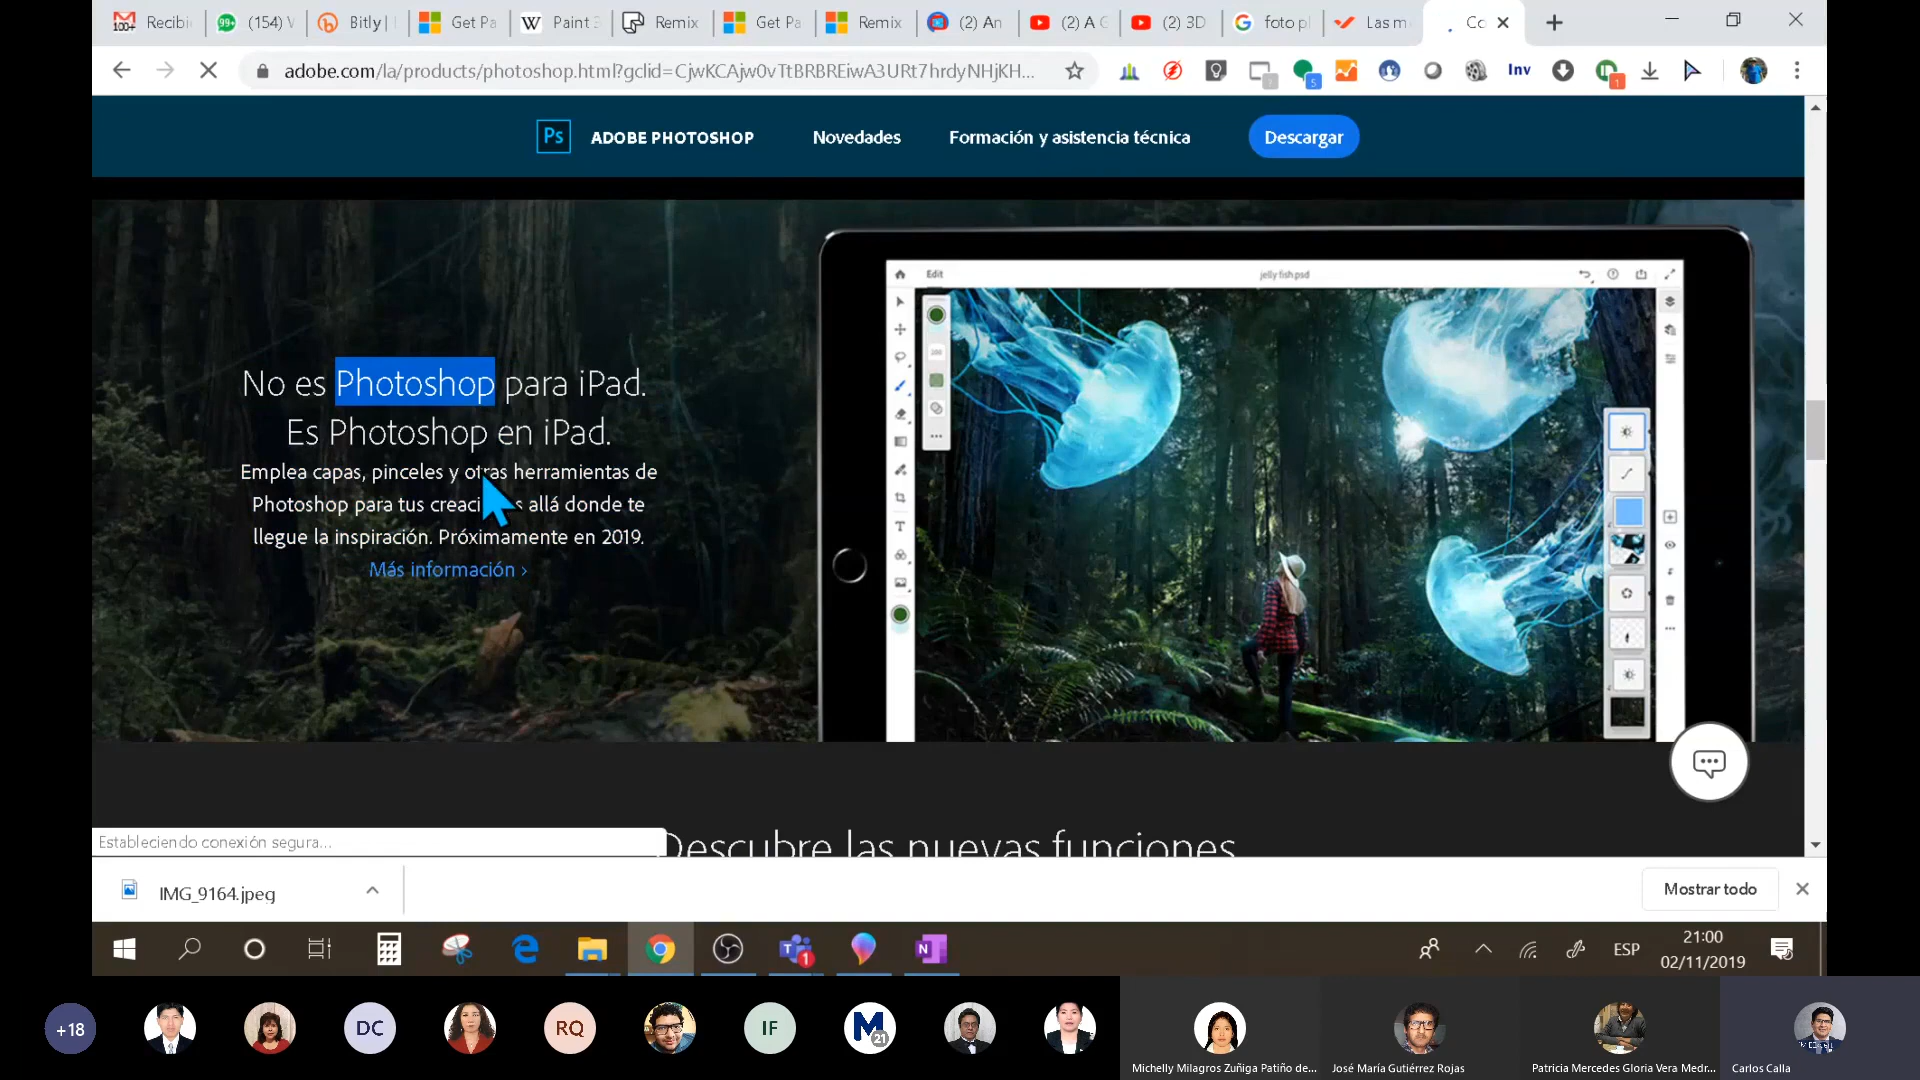 Recibi
(154) V
Bitly |
Get Pa
Paint 3
Remix
Get Pa
Remix
(2) An
(2) A C
(2) 3D
foto pl
Las m
Co
adobe.com/la/products/photoshop.html?gclid=CjwKCAjw0vTtBRBREiwA3URt7hrdyNHjKH...
Inv
5
1
Ps
ADOBE PHOTOSHOP
Novedades
Formación y asistencia técnica
Descargar
Edit
jelly fish.psd
No es Photoshop para iPad.
Es Photoshop en iPad.
Emplea capas, pinceles y otras herramientas de
Photoshop para tus creaci s allá donde te
llegue la inspiración. Próximamente en 2019.
Más información ›
Descubre las nuevas funciones
Estableciendo conexión segura...
IMG_9164.jpeg
Mostrar todo
ESP
21:00
02/11/2019
+18
DC
RQ
IF
M
21
Michelly Milagros Zuñiga Patiño de...
José María Gutiérrez Rojas
Patricia Mercedes Gloria Vera Medr...
Carlos Calla